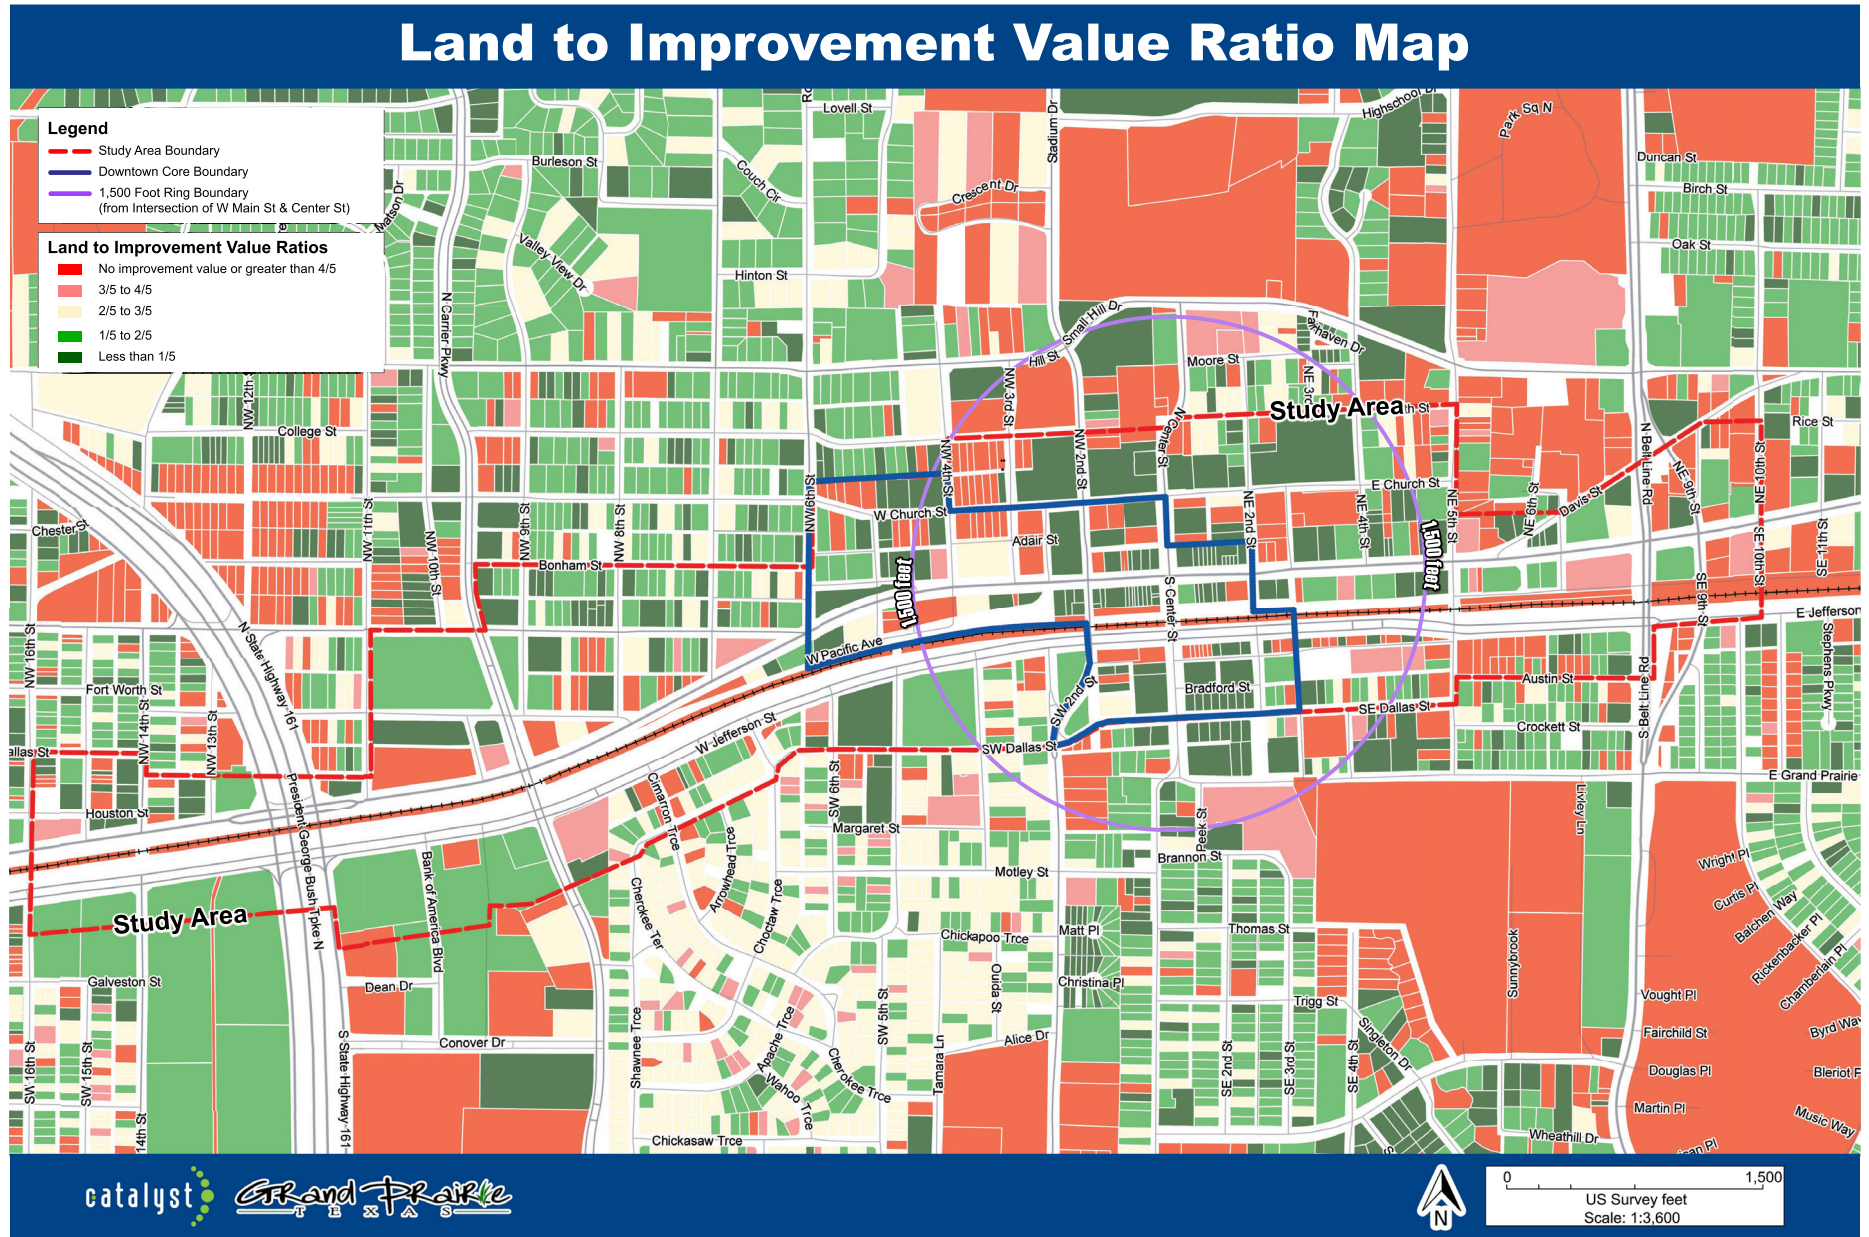 Land to Improvement Value Ratio Map
Legend
Study Area Boundary
Downtown Core Boundary
1,500 Foot Ring Boundary
(from Intersection of W Main St & Center St)
Land to Improvement Value Ratios
No improvement value or greater than 4/5
3/5 to 4/5
2/5 to 3/5
1/5 to 2/5
Less than 1/5
Lovell St
Stadium Dr
Park Sq N
Burleson St
Couch Cir
Crescent Dr
Duncan St
Birch St
Matson Dr
Valley View Dr
Oak St
Hinton St
N Carrier Pkwy
Small Hill Dr
Hill St
Fairhaven Dr
Moore St
NW 3rd St
Study Area
NW 12th S
College St
N Center St
NW 2nd St
NW 4th St
Rice St
N Belt Line Rd
NE 9th St
NE 10th St
NW 6th St
E Church St
W Church St
NE 2nd St
NE 4th St
NE 5th St
NE 6th St
Davis St
Chester St
NW 11th St
NW 10th St
NW 9th St
NW 8th St
Adair St
1,500 feet
1,500 feet
SE 10th St
SE 11th St
Bonham St
S Center St
SE 9th St
E Jefferson
NW 16th St
N State Highway 161
W Pacific Ave
Stephens Pkwy
Fort Worth St
NW 14th St
NW 13th St
SW 2nd St
Bradford St
Austin St
S Belt Line Rd
SE Dallas St
Crockett St
allas St
W Jefferson St
SW Dallas St
E Grand Prairie
Houston St
President George Bush Tpke N
Cimarron Trce
SW 6th St
Margaret St
Arrowhead Trce
Peek St
Livley Ln
Brannon St
Wright Pl
Motley St
Bank of America Blvd
Cherokee Ter
Choctaw Trce
Curtis Pl
Balchen Way
Study Area
Chickapoo Trce
Matt Pl
Thomas St
Rickenbacker Pl
Chamberlain Pl
Sunnybrook
Galveston St
Dean Dr
Ouida St
Christina Pl
Vought Pl
SW 5th St
Trigg St
Singleton Dr
Fairchild St
Byrd Way
Conover Dr
Alice Dr
Shawnee Trce
Apache Trce
Cherokee Trce
Tamara Ln
SE 2nd St
SE 3rd St
SE 4th St
Douglas Pl
Bleriot P
SW 16th St
SW 15th St
14th St
S State Highway 161
Wahoo Trce
Martin Pl
Music Way
Chickasaw Trce
Wheathill Dr
catalyst
Grand Prairie
TEXAS
N
0 1,500
US Survey feet
Scale: 1:3,600